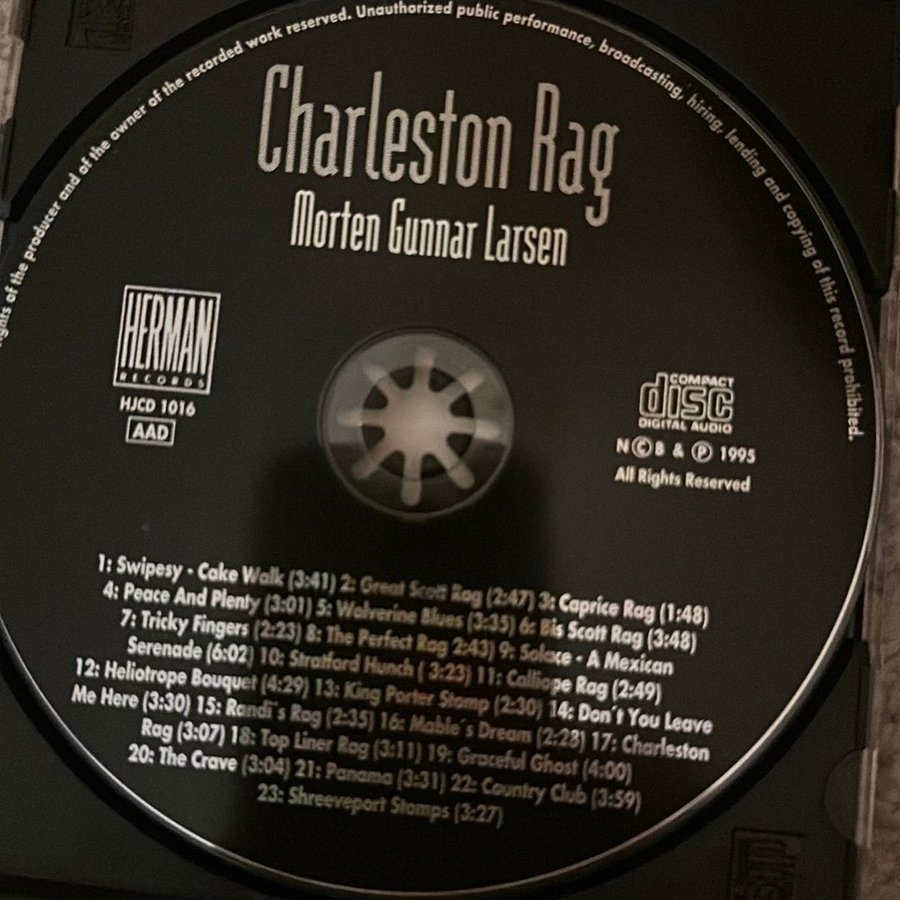 ghts of the producer and of the owner of the recorded work reserved. Unauthorized public performance, broadcasting, hiring, lending and copying of this record prohibited.
Charleston Rag
Morten Gunnar Larsen
HERMAN
RECORDS
HJCD 1016
AAD
COMPACT
disc
DIGITAL AUDIO
N©B & ℗ 1995
All Rights Reserved
1: Swipesy - Cake Walk (3:41) 2: Great Scott Rag (2:47) 3: Caprice Rag (1:48)
4: Peace And Plenty (3:01) 5: Wolverine Blues (3:35) 6: Bis Scott Rag (3:48)
7: Tricky Fingers (2:23) 8: The Perfect Rag 2:43) 9: Solace - A Mexican
Serenade (6:02) 10: Stratford Hunch ( 3:23) 11: Calliope Rag (2:49)
12: Heliotrope Bouquet (4:29) 13: King Porter Stomp (2:30) 14: Don´t You Leave
Me Here (3:30) 15: Randi´s Rag (2:35) 16: Mable´s Dream (2:28) 17: Charleston
Rag (3:07) 18: Top Liner Rag (3:11) 19: Graceful Ghost (4:00)
20: The Crave (3:04) 21: Panama (3:31) 22: Country Club (3:59)
23: Shreeveport Stomps (3:27)